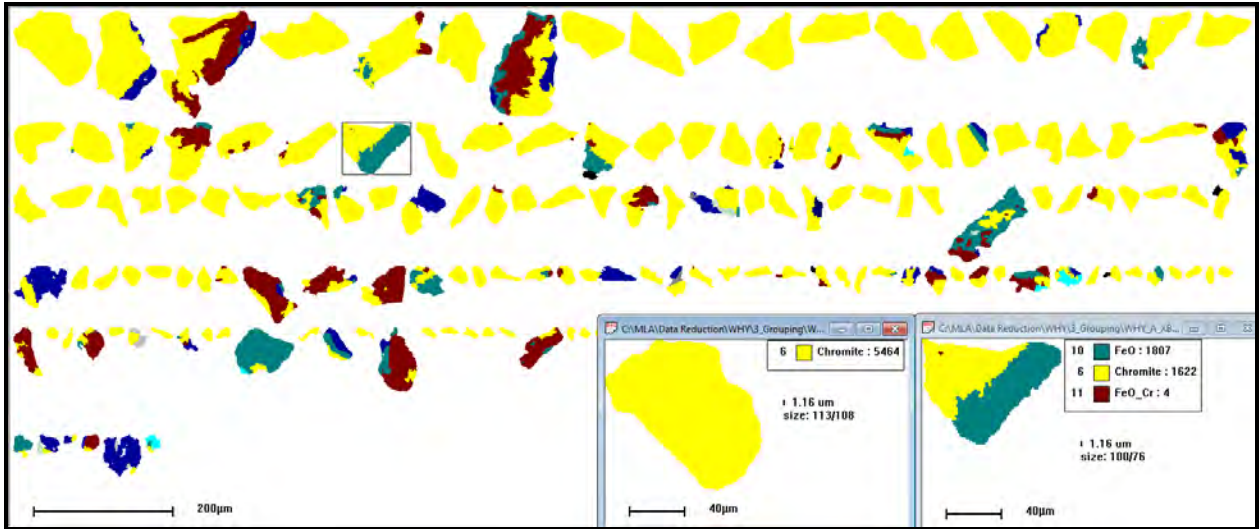 C:\MLA\Data Reduction\WHY\3_Grouping\W...
6 Chromite : 5464
1.16 um
size: 113/108
40µm
C:\MLA\Data Reduction\WHY\3_Grouping\WHY_A_XB...
10 FeO : 1807
6 Chromite : 1622
11 FeO_Cr : 4
1.16 um
size: 100/76
40µm
200µm